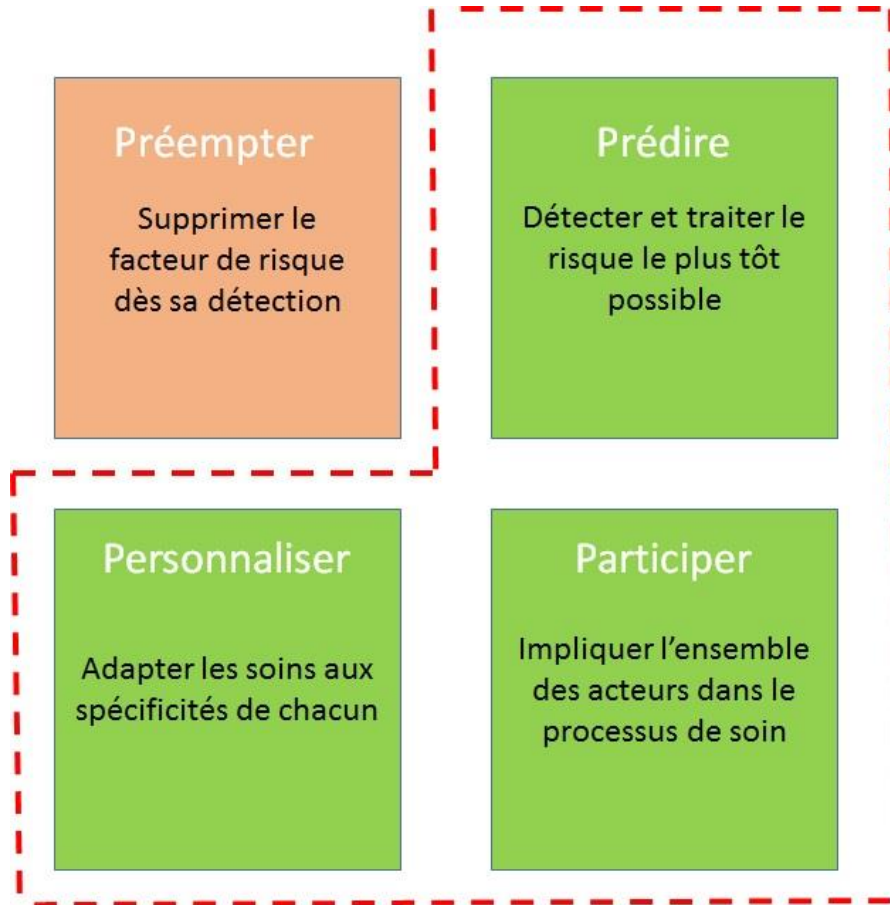 Préempter
Supprimer le
facteur de risque
dès sa détection
Prédire
Détecter et traiter le
risque le plus tôt
possible
Personnaliser
Adapter les soins aux
spécificités de chacun
Participer
Impliquer l’ensemble
des acteurs dans le
processus de soin